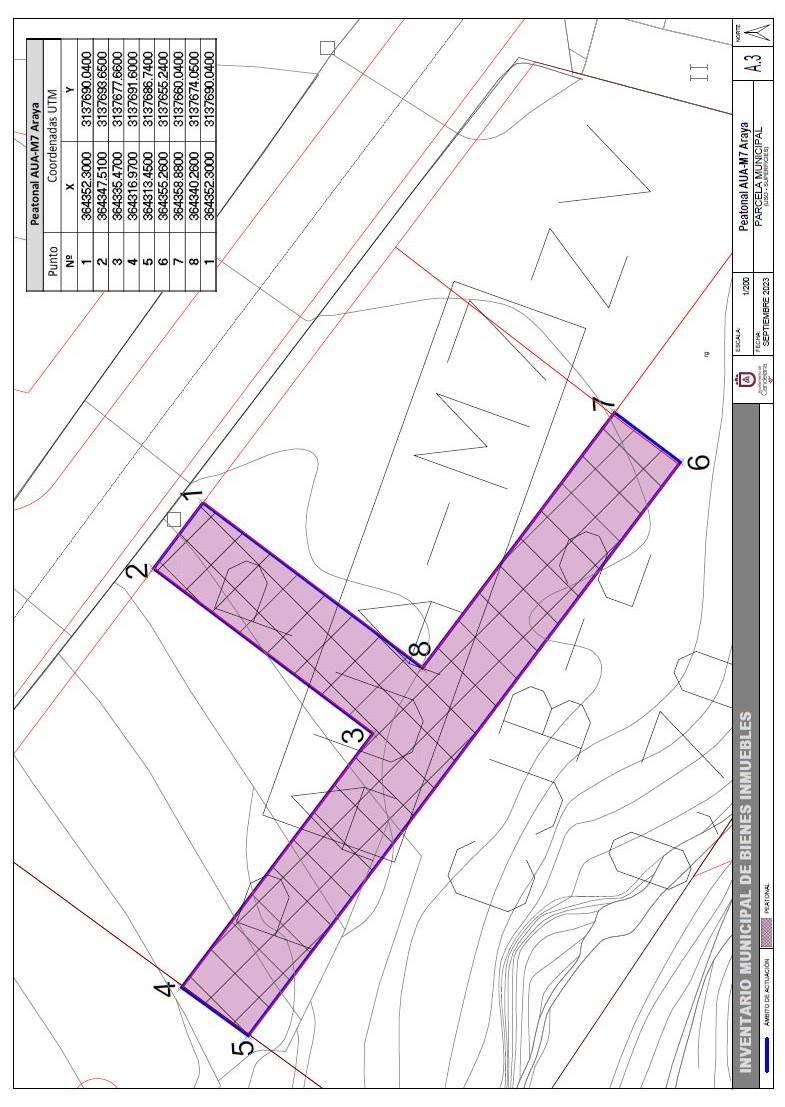 Peatonal AUA-M7 Araya
Punto Coordenadas UTM
Nº X Y
1 364352.3000 3137690.0400
2 364347.5100 3137693.6500
3 364335.4700 3137677.6600
4 364316.9700 3137691.6000
5 364313.4500 3137686.7400
6 364355.2600 3137655.2400
7 364358.8800 3137660.0400
8 364340.2600 3137674.0500
1 364352.3000 3137690.0400
1
2
3
4
5
6
7
8
II
INVENTARIO MUNICIPAL DE BIENES INMUEBLES
ÁMBITO DE ACTUACIÓN
PEATONAL
Candelaria
ESCALA: 1/200
FECHA: SEPTIEMBRE 2023
Peatonal AUA-M7 Araya
PARCELA MUNICIPAL
(USO - SUPERFICIES)
A.3
NORTE